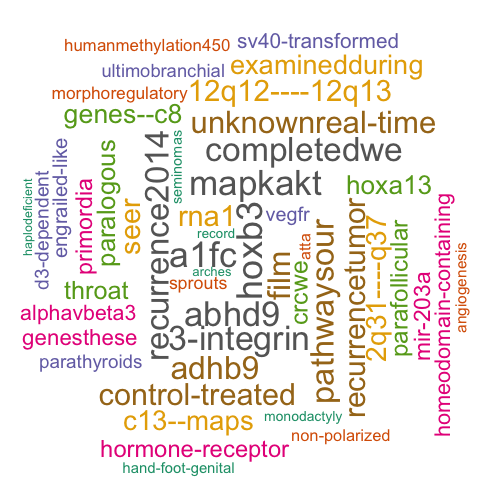 humanmethylation450
sv40-transformed
ultimobranchial
examinedduring
morphoregulatory
12q12----12q13
genes--c8
unknownreal-time
completedwe
seminomas
haplodeficient
d3-dependent
engrailed-like
primordia
paralogous
seer
recurrence2014
mapkakt
hoxa13
rna1
hoxb3
vegfr
record
a1fc
atta
arches
film
crcwe
pathwaysour
recurrencetumor
2q31----q37
parafollicular
mir-203a
homeodomain-containing
angiogenesis
throat
sprouts
alphavbeta3
abhd9
genesthese
3-integrin
parathyroids
adhb9
control-treated
c13--maps
monodactyly
non-polarized
hormone-receptor
hand-foot-genital